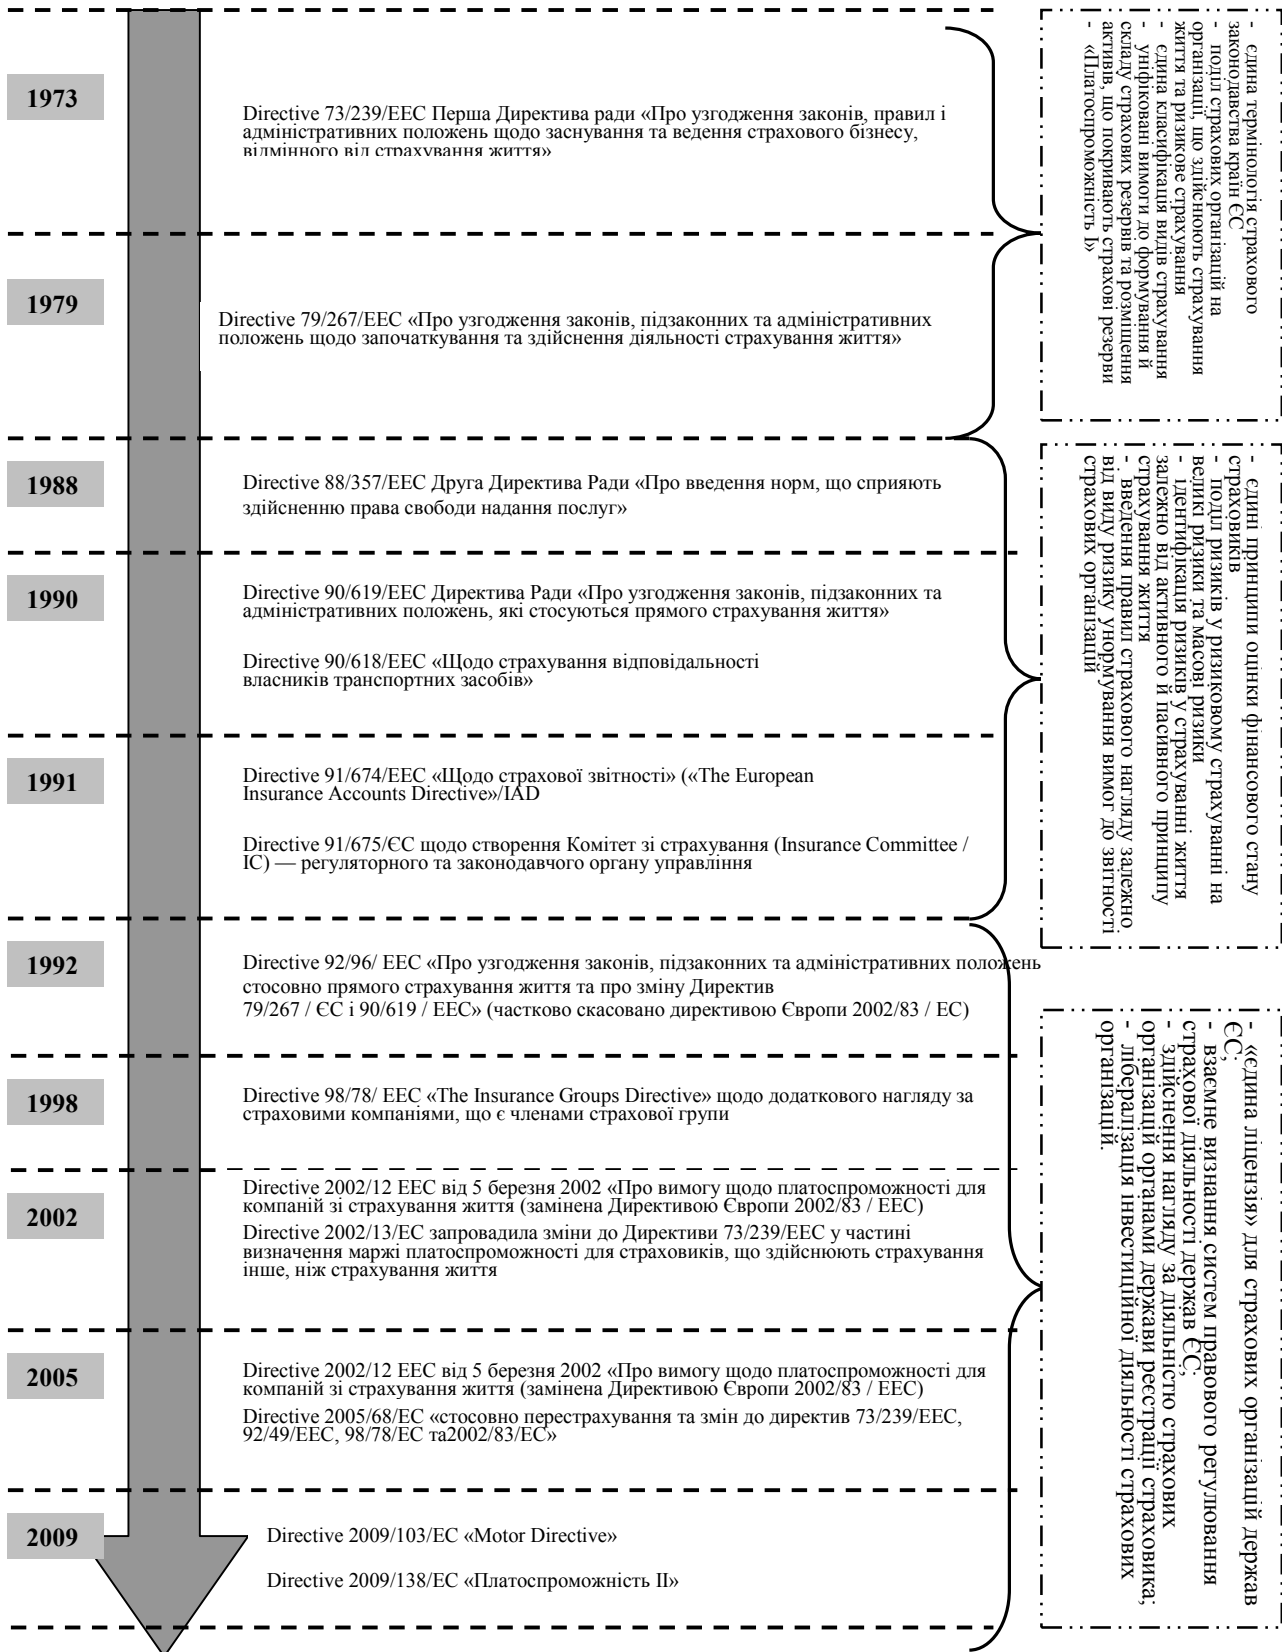 1973
Directive 73/239/EEC Перша Директива ради «Про узгодження законів, правил і
адміністративних положень щодо заснування та ведення страхового бізнесу,
відмінного від страхування життя»
1979
Directive 79/267/EEC «Про узгодження законів, підзаконних та адміністративних
положень щодо започаткування та здійснення діяльності страхування життя»
- єдина термінологія страхового
законодавства країн ЄС
- поділ страхових організацій на
організації, що здійснюють страхування
життя та ризикове страхування
- єдина класифікація видів страхування
- уніфіковані вимоги до формування й
складу страхових резервів та розміщення
активів, що покривають страхові резерви
- «Платоспроможність І»
1988
Directive 88/357/EEC Друга Директива Ради «Про введення норм, що сприяють
здійсненню права свободи надання послуг»
1990
Directive 90/619/EEC Директива Ради «Про узгодження законів, підзаконних та
адміністративних положень, які стосуються прямого страхування життя»
Directive 90/618/EEC «Щодо страхування відповідальності
власників транспортних засобів»
1991
Directive 91/674/EEC «Щодо страхової звітності» («The European
Insurance Accounts Directive»/IAD
Directive 91/675/ЄС щодо створення Комітет зі страхування (Insurance Committee /
IC) — регуляторного та законодавчого органу управління
- єдині принципи оцінки фінансового стану
страховиків
- поділ ризиків у ризиковому страхуванні на
великі ризики та масові ризики
- ідентифікація ризиків у страхуванні життя
залежно від активного й пасивного принципу
страхування життя
- введення правил страхового нагляду залежно
від виду ризику унормування вимог до звітності
страхових організацій
1992
Directive 92/96/ EEC «Про узгодження законів, підзаконних та адміністративних положень
стосовно прямого страхування життя та про зміну Директив
79/267 / ЄС і 90/619 / EEC» (частково скасовано директивою Європи 2002/83 / EC)
1998
Directive 98/78/ EEC «The Insurance Groups Directive» щодо додаткового нагляду за
страховими компаніями, що є членами страхової групи
2002
Directive 2002/12 EEC від 5 березня 2002 «Про вимогу щодо платоспроможності для
компаній зі страхування життя (замінена Директивою Європи 2002/83 / EEC)
Directive 2002/13/EC запровадила зміни до Директиви 73/239/EEC у частині
визначення маржі платоспроможності для страховиків, що здійснюють страхування
інше, ніж страхування життя
2005
Directive 2002/12 EEC від 5 березня 2002 «Про вимогу щодо платоспроможності для
компаній зі страхування життя (замінена Директивою Європи 2002/83 / EEC)
Directive 2005/68/EC «стосовно перестрахування та змін до директив 73/239/EEC,
92/49/EEC, 98/78/EC та2002/83/EC»
2009
Directive 2009/103/EC «Motor Directive»
Directive 2009/138/EC «Платоспроможність II»
- «єдина ліцензія» для страхових організацій держав
ЄС;
- взаємне визнання систем правового регулювання
страхової діяльності держав ЄС;
- здійснення нагляду за діяльністю страхових
організацій органами держави реєстрації страховика;
- лібералізація інвестиційної діяльності страхових
організацій.